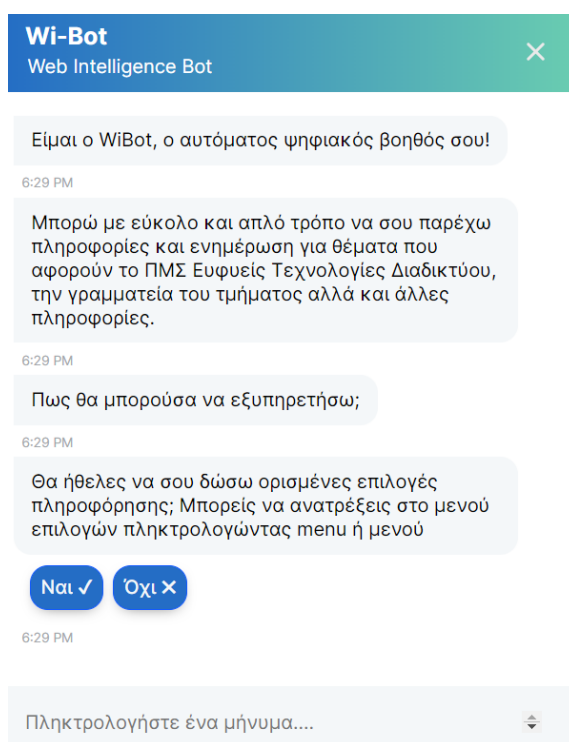 Wi-Bot
Web Intelligence Bot
Είμαι ο WiBot, ο αυτόματος ψηφιακός βοηθός σου!
6:29 PM
Μπορώ με εύκολο και απλό τρόπο να σου παρέχω
πληροφορίες και ενημέρωση για θέματα που
αφορούν το ΠΜΣ Ευφυείς Τεχνολογίες Διαδικτύου,
την γραμματεία του τμήματος αλλά και άλλες
πληροφορίες.
6:29 PM
Πως θα μπορούσα να εξυπηρετήσω;
6:29 PM
Θα ήθελες να σου δώσω ορισμένες επιλογές
πληροφόρησης; Μπορείς να ανατρέξεις στο μενού
επιλογών πληκτρολογώντας menu ή μενού
Ναι ✓ Όχι ✕
6:29 PM
Πληκτρολογήστε ένα μήνυμα....